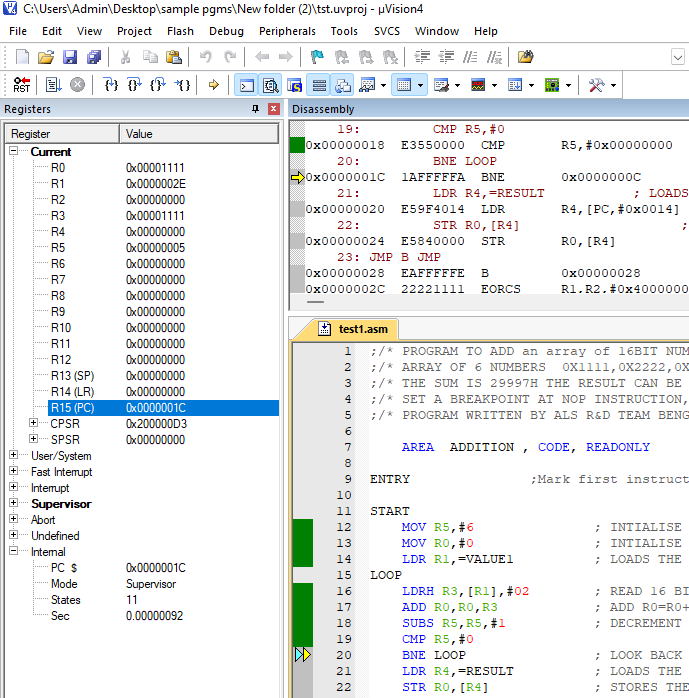 C:\Users\Admin\Desktop\sample pgms\New folder (2)\tst.uvproj - µVision4
File Edit View Project Flash Debug Peripherals Tools SVCS Window Help
RST
Registers
Register Value
Current
R0 0x00001111
R1 0x0000002E
R2 0x00000000
R3 0x00001111
R4 0x00000000
R5 0x00000005
R6 0x00000000
R7 0x00000000
R8 0x00000000
R9 0x00000000
R10 0x00000000
R11 0x00000000
R12 0x00000000
R13 (SP) 0x00000000
R14 (LR) 0x00000000
R15 (PC) 0x0000001C
CPSR 0x200000D3
SPSR 0x00000000
User/System
Fast Interrupt
Interrupt
Supervisor
Abort
Undefined
Internal
PC $ 0x0000001C
Mode Supervisor
States 11
Sec 0.00000092
Disassembly
19: CMP R5,#0
0x00000018 E3550000 CMP R5,#0x00000000
20: BNE LOOP
0x0000001C 1AFFFFFA BNE 0x0000000C
21: LDR R4,=RESULT ; LOADS
0x00000020 E59F4014 LDR R4,[PC,#0x0014]
22: STR R0,[R4] ;
0x00000024 E5840000 STR R0,[R4]
23: JMP B JMP
0x00000028 EAFFFFFE B 0x00000028
0x0000002C 22221111 EORCS R1,R2,#0x4000000
test1.asm
1 ;/* PROGRAM TO ADD an array of 16BIT NUM
2 ;/* ARRAY OF 6 NUMBERS 0X1111,0X2222,0X
3 ;/* THE SUM IS 29997H THE RESULT CAN BE
4 ;/* SET A BREAKPOINT AT NOP INSTRUCTION,
5 ;/* PROGRAM WRITTEN BY ALS R&D TEAM BENG
6
7 AREA ADDITION , CODE, READONLY
8
9 ENTRY ;Mark first instruct
10
11 START
12 MOV R5,#6 ; INTIALISE
13 MOV R0,#0 ; INTIALISE
14 LDR R1,=VALUE1 ; LOADS THE
15 LOOP
16 LDRH R3,[R1],#02 ; READ 16 BI
17 ADD R0,R0,R3 ; ADD R0=R0+
18 SUBS R5,R5,#1 ; DECREMENT
19 CMP R5,#0
20 BNE LOOP ; LOOK BACK
21 LDR R4,=RESULT ; LOADS THE
22 STR R0,[R4] ; STORES THE